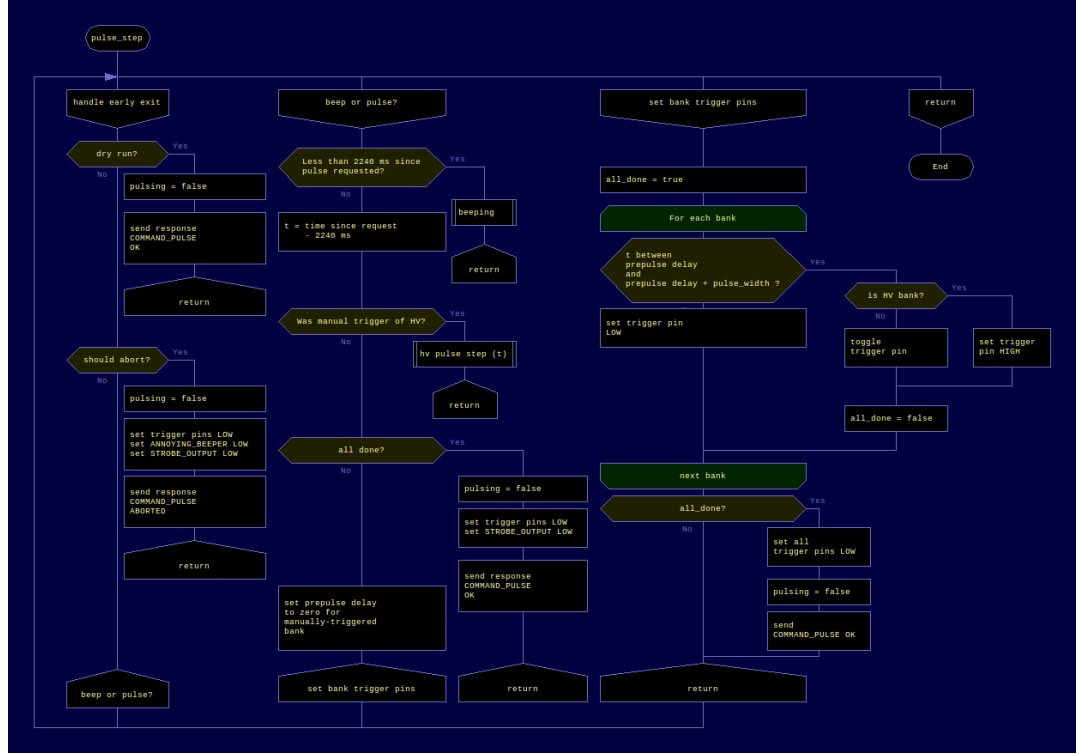 pulse_step
handle early exit
dry run?
Yes
No
pulsing = false
send response
COMMAND_PULSE
OK
return
should abort?
Yes
No
pulsing = false
set trigger pins LOW
set ANNOYING_BEEPER LOW
set STROBE_OUTPUT LOW
send response
COMMAND_PULSE
ABORTED
return
beep or pulse?
beep or pulse?
Less than 2240 ms since
pulse requested?
Yes
No
beeping
return
t = time since request
- 2240 ms
Was manual trigger of HV?
Yes
No
hv pulse step (t)
return
all done?
Yes
No
pulsing = false
set trigger pins LOW
set STROBE_OUTPUT LOW
send response
COMMAND_PULSE
OK
return
set prepulse delay
to zero for
manually-triggered
bank
set bank trigger pins
set bank trigger pins
all_done = true
For each bank
t between
prepulse delay
and
prepulse delay + pulse_width ?
Yes
set trigger pin
LOW
is HV bank?
Yes
No
toggle
trigger pin
set trigger
pin HIGH
all_done = false
next bank
all_done?
Yes
No
set all
trigger pins LOW
pulsing = false
send
COMMAND_PULSE OK
return
return
End